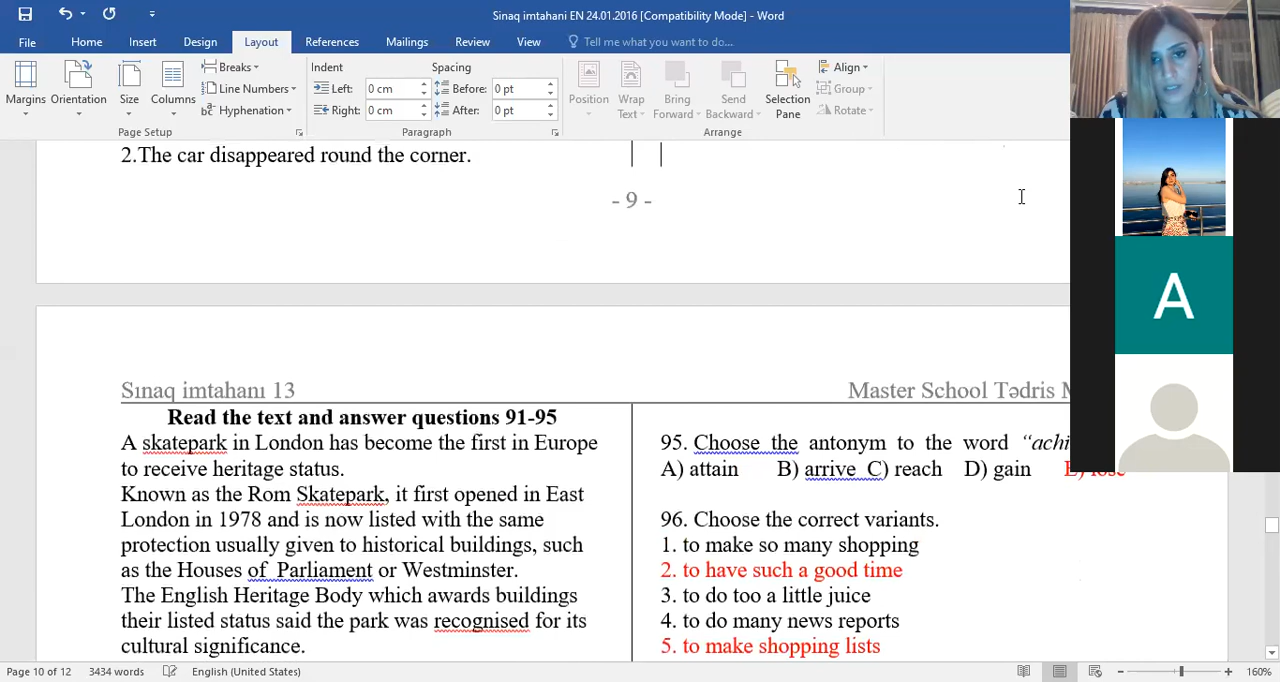 Sinaq imtahani EN 24.01.2016 [Compatibility Mode] - Word
File Home Insert Design Layout References Mailings Review View Tell me what you want to do...
Margins Orientation Size Columns
Breaks
Line Numbers
Hyphenation
Page Setup
Indent
Left: 0 cm
Right: 0 cm
Spacing
Before: 0 pt
After: 0 pt
Paragraph
Position Wrap Text Bring Forward Send Backward Selection Pane
Align
Group
Rotate
Arrange
2.The car disappeared round the corner.
- 9 -
Sınaq imtahanı 13
Master School Tədris M
Read the text and answer questions 91-95
A skatepark in London has become the first in Europe
to receive heritage status.
Known as the Rom Skatepark, it first opened in East
London in 1978 and is now listed with the same
protection usually given to historical buildings, such
as the Houses of Parliament or Westminster.
The English Heritage Body which awards buildings
their listed status said the park was recognised for its
cultural significance.
95. Choose the antonym to the word “achi
A) attain B) arrive C) reach D) gain E) lose
96. Choose the correct variants.
1. to make so many shopping
2. to have such a good time
3. to do too a little juice
4. to do many news reports
5. to make shopping lists
A
Page 10 of 12 3434 words English (United States) 160%